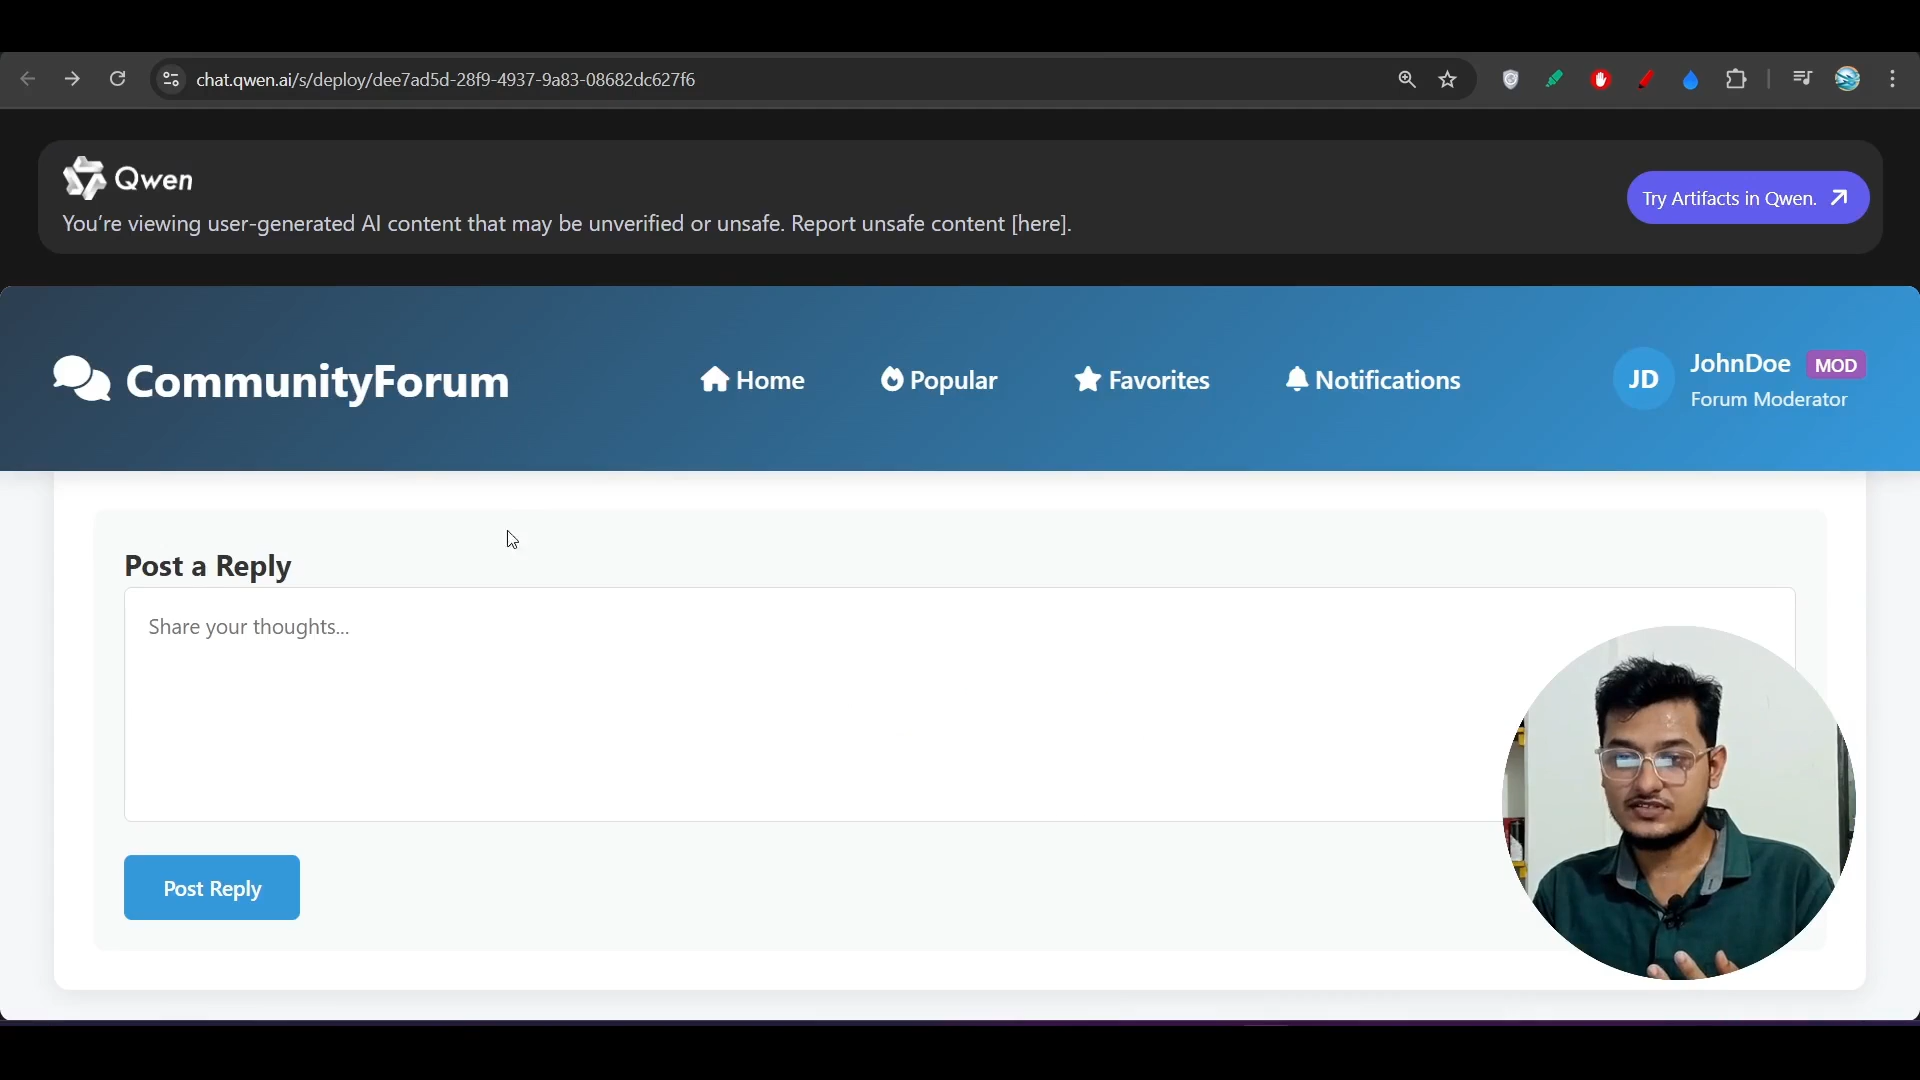 chat.qwen.ai/s/deploy/dee7ad5d-28f9-4937-9a83-08682dc627f6
Qwen
You’re viewing user-generated AI content that may be unverified or unsafe. Report unsafe content [here].
Try Artifacts in Qwen.
CommunityForum
Home
Popular
Favorites
Notifications
JD
JohnDoe MOD
Forum Moderator
Post a Reply
Share your thoughts...
Post Reply